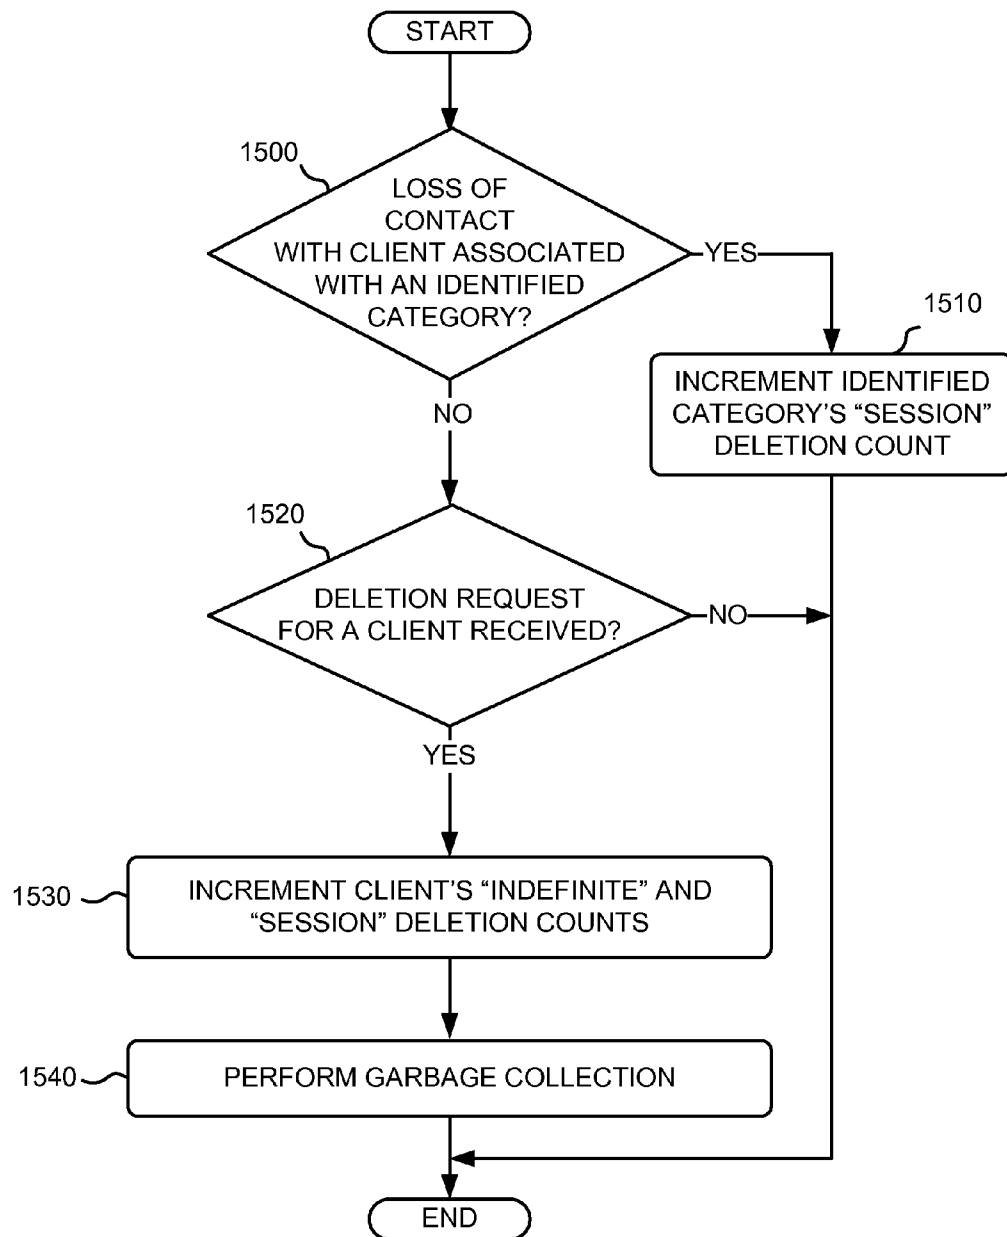 START
1500
LOSS OF
CONTACT
WITH CLIENT ASSOCIATED
WITH AN IDENTIFIED
CATEGORY?
YES
1510
INCREMENT IDENTIFIED
CATEGORY'S “SESSION”
DELETION COUNT
NO
1520
DELETION REQUEST
FOR A CLIENT RECEIVED?
NO
YES
1530
INCREMENT CLIENT'S “INDEFINITE” AND
“SESSION” DELETION COUNTS
1540
PERFORM GARBAGE COLLECTION
END